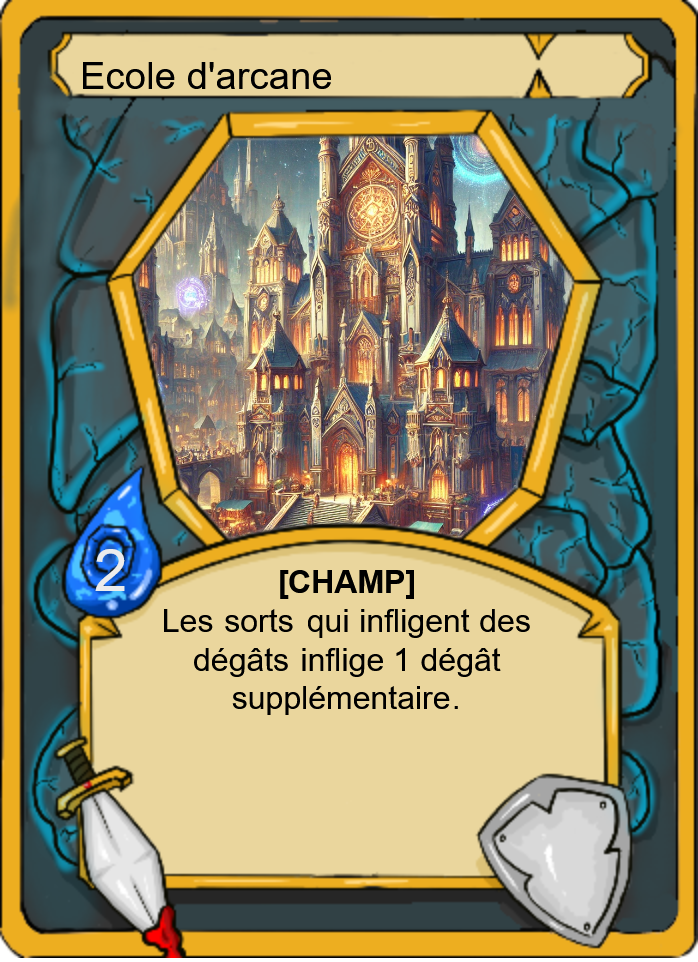 Ecole d'arcane
2
[CHAMP]
Les sorts qui infligent des
dégâts inflige 1 dégât
supplémentaire.